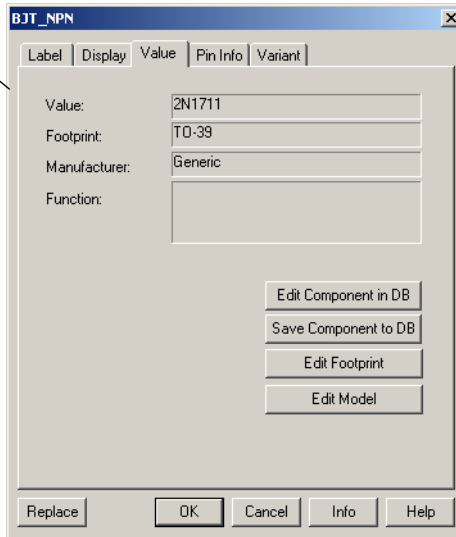 BJT_NPN
Label Display Value Pin Info Variant
Value: 2N1711
Footprint: TO-39
Manufacturer: Generic
Function:
Edit Component in DB
Save Component to DB
Edit Footprint
Edit Model
Replace OK Cancel Info Help